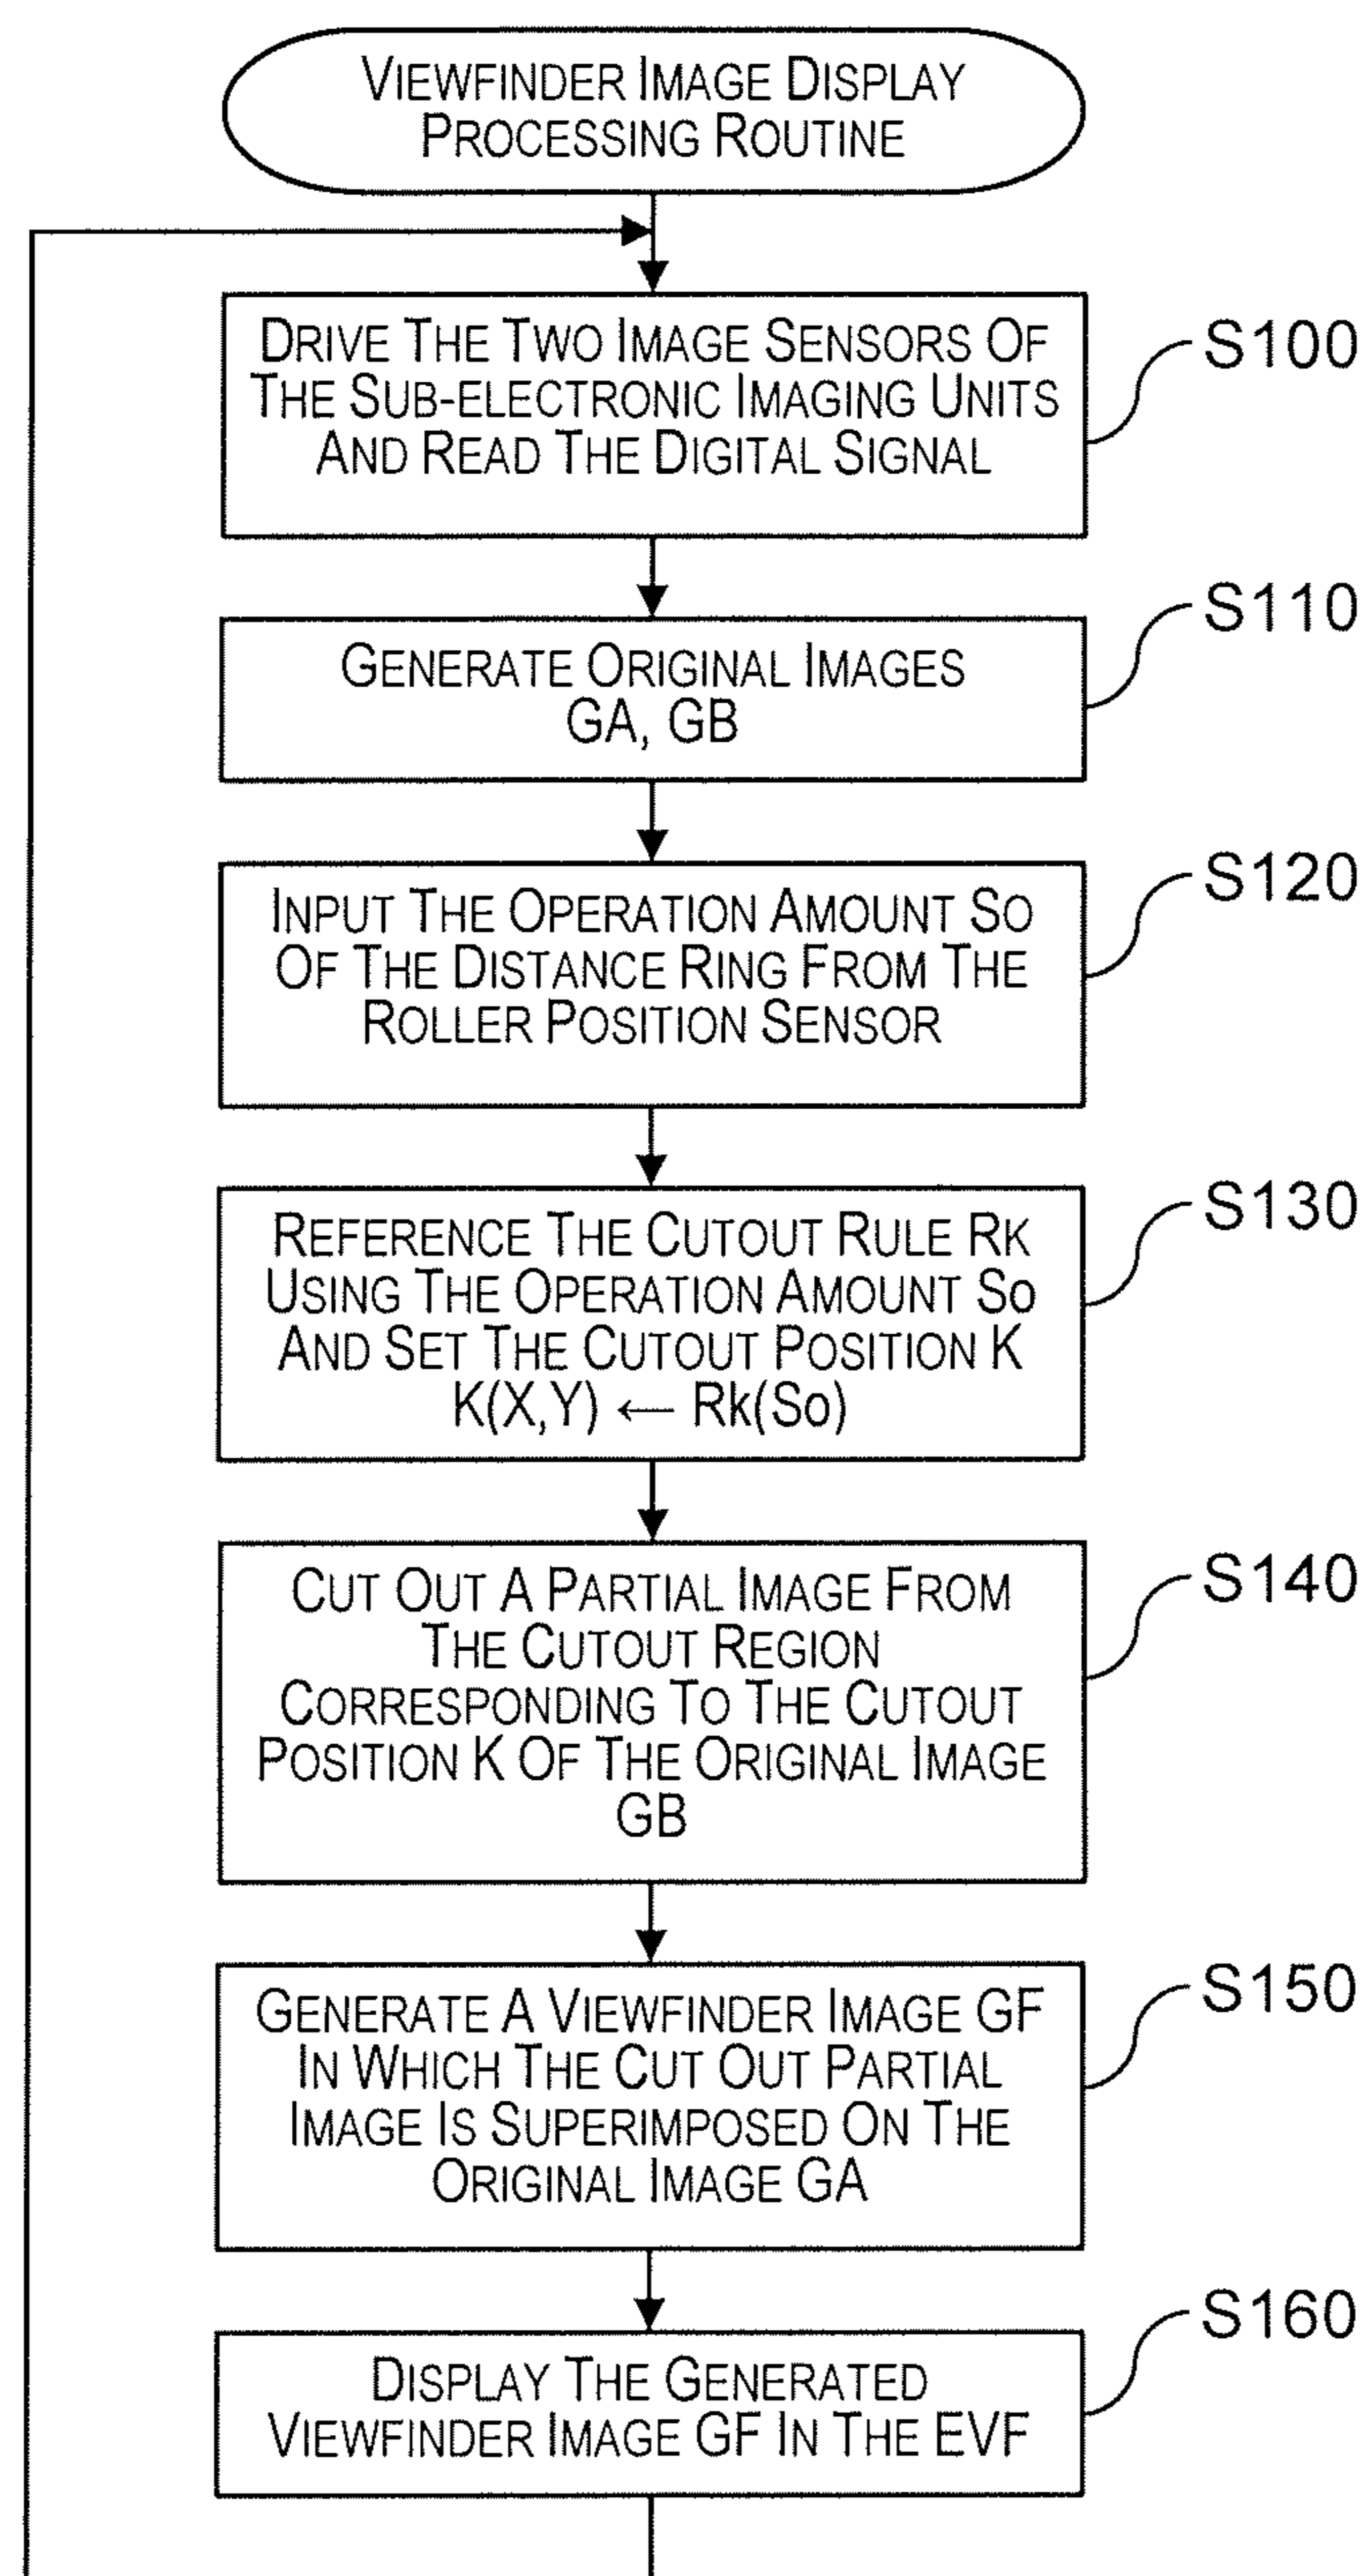 VIEWFINDER IMAGE DISPLAY
PROCESSING ROUTINE
DRIVE THE TWO IMAGE SENSORS OF
THE SUB-ELECTRONIC IMAGING UNITS
AND READ THE DIGITAL SIGNAL
S100
GENERATE ORIGINAL IMAGES
GA, GB
S110
INPUT THE OPERATION AMOUNT SO
OF THE DISTANCE RING FROM THE
ROLLER POSITION SENSOR
S120
REFERENCE THE CUTOUT RULE RK
USING THE OPERATION AMOUNT So
AND SET THE CUTOUT POSITION K
K(X,Y) ← Rk(So)
S130
CUT OUT A PARTIAL IMAGE FROM
THE CUTOUT REGION
CORRESPONDING TO THE CUTOUT
POSITION K OF THE ORIGINAL IMAGE
GB
S140
GENERATE A VIEWFINDER IMAGE GF
IN WHICH THE CUT OUT PARTIAL
IMAGE IS SUPERIMPOSED ON THE
ORIGINAL IMAGE GA
S150
DISPLAY THE GENERATED
VIEWFINDER IMAGE GF IN THE EVF
S160